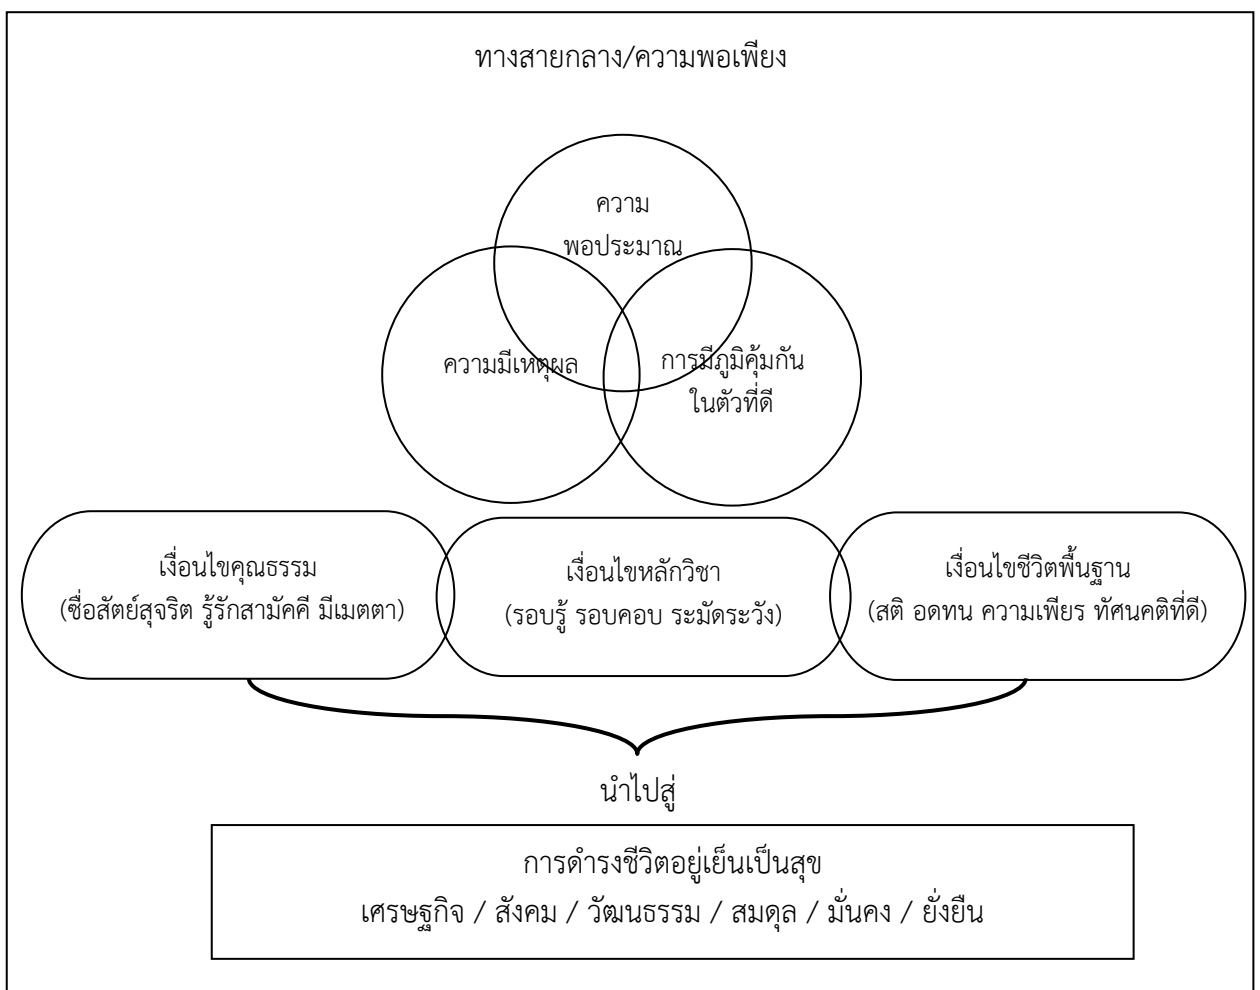 ทางสายกลาง/ความพอเพียง
ความ
พอประมาณ
ความมีเหตุผล
การมีภูมิคุ้มกัน
ในตัวที่ดี
เงื่อนไขคุณธรรม
(ซื่อสัตย์สุจริต รู้รักสามัคคี มีเมตตา)
เงื่อนไขหลักวิชา
(รอบรู้ รอบคอบ ระมัดระวัง)
เงื่อนไขชีวิตพื้นฐาน
(สติ อดทน ความเพียร ทัศนคติที่ดี)
นำไปสู่
การดำรงชีวิตอยู่เย็นเป็นสุข
เศรษฐกิจ / สังคม / วัฒนธรรม / สมดุล / มั่นคง / ยั่งยืน